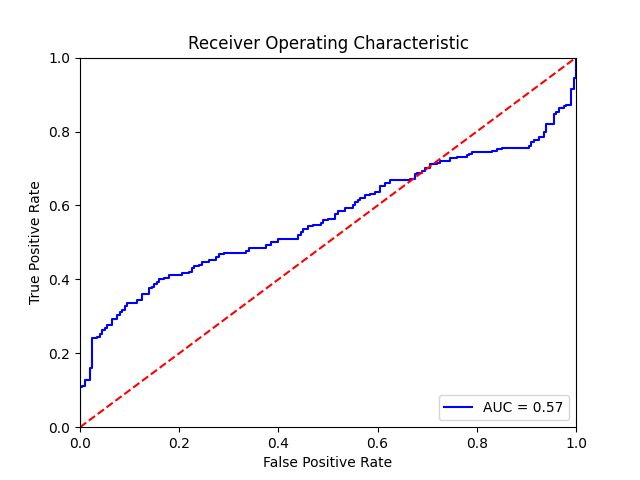 Receiver Operating Characteristic
True Positive Rate
1.0
0.8
0.6
0.4
0.2
0.0
AUC = 0.57
0.0 0.2 0.4 0.6 0.8 1.0
False Positive Rate